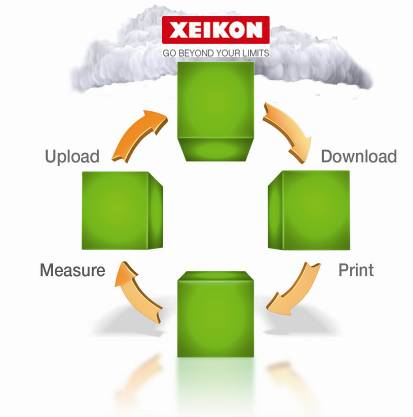 XEIKON
GO BEYOND YOUR LIMITS
Upload
Download
Measure
Print